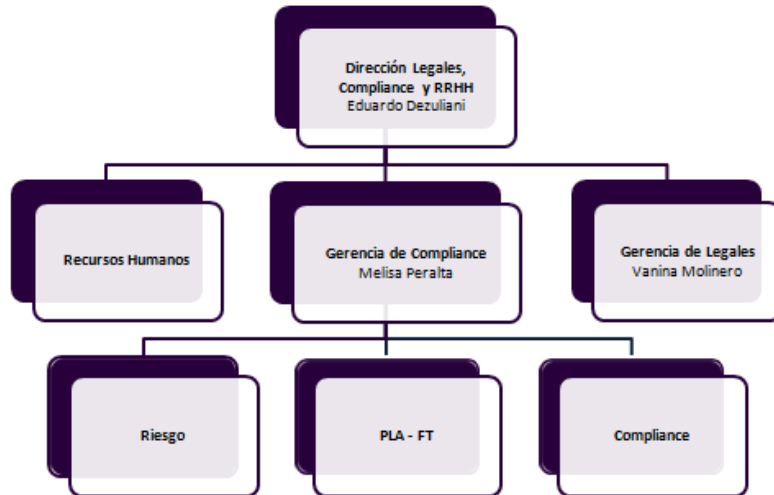 Dirección Legales,
Compliance y RRHH
Eduardo Dezuliani
Recursos Humanos
Gerencia de Compliance
Melisa Peralta
Gerencia de Legales
Vanina Molinero
Riesgo
PLA - FT
Compliance